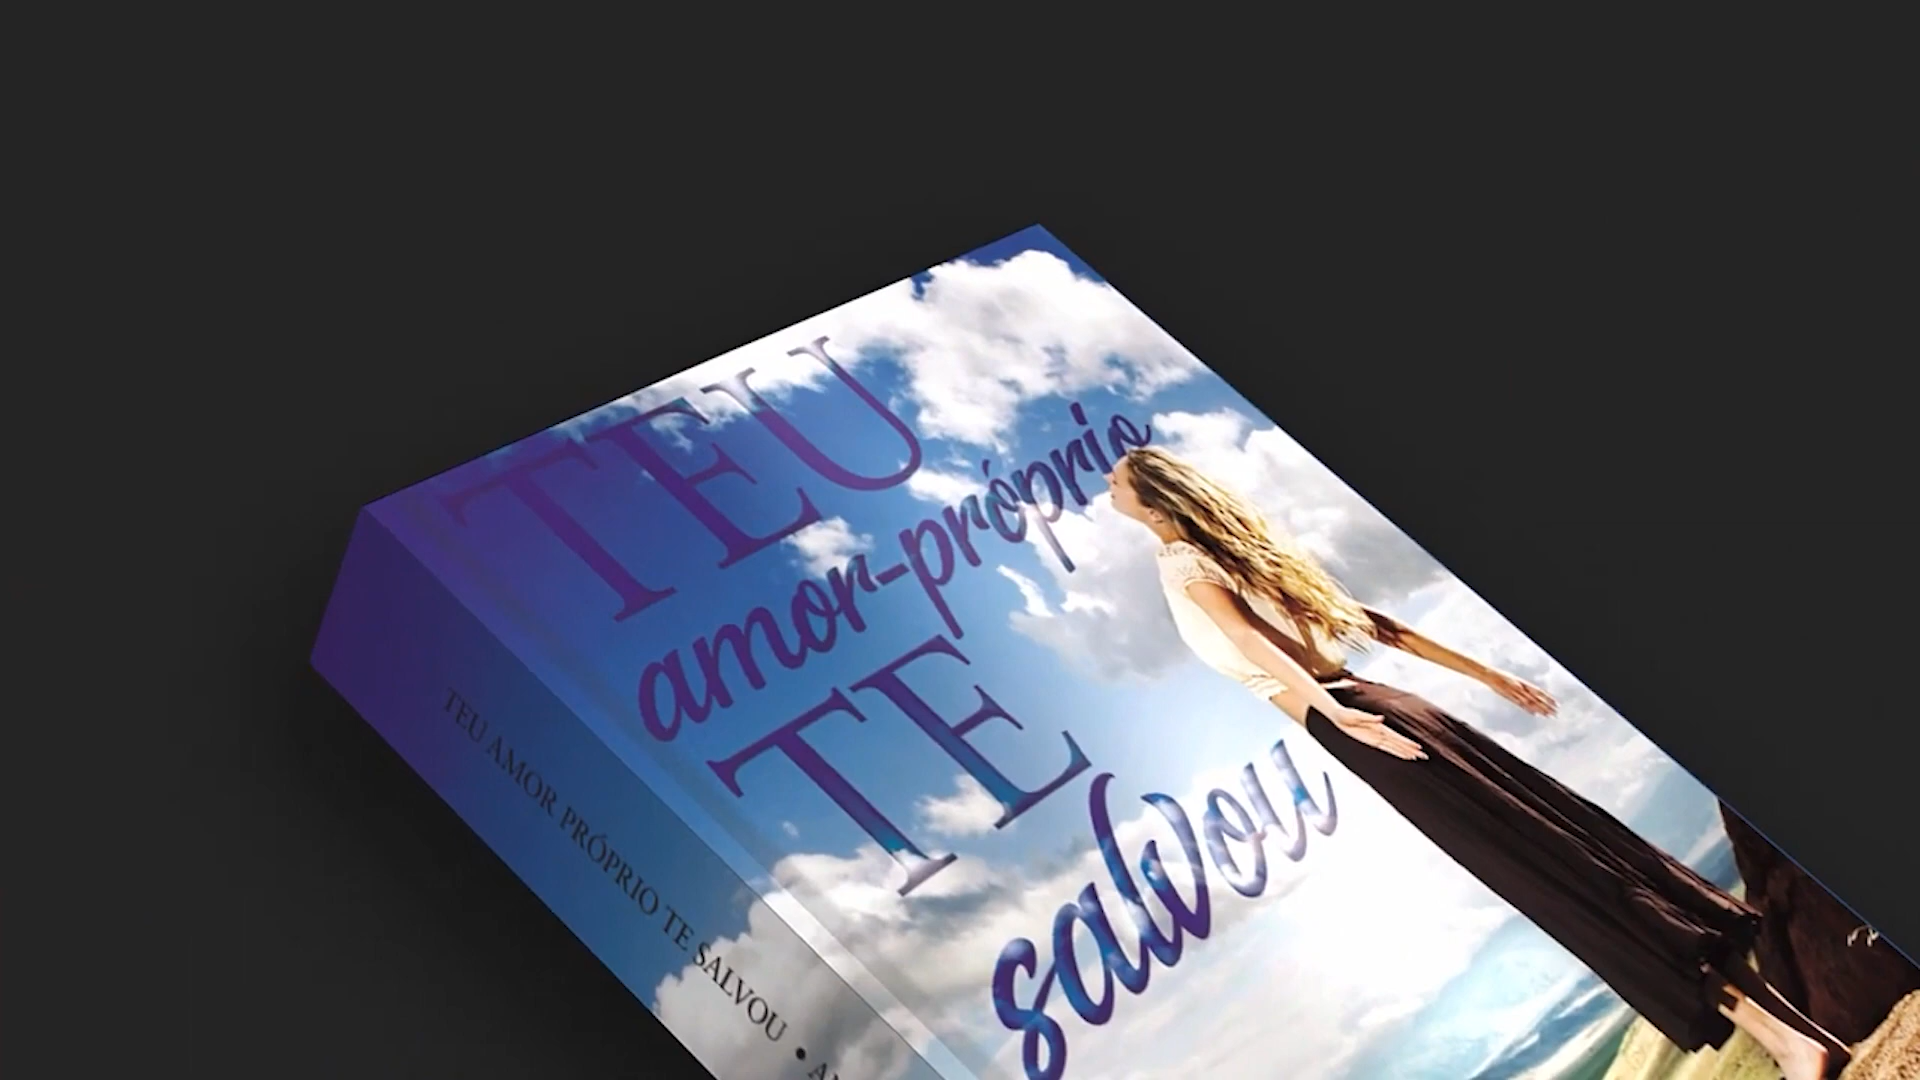 TEU
amor-próprio
TE
salvou
TEU AMOR PRÓPRIO TE SALVOU •